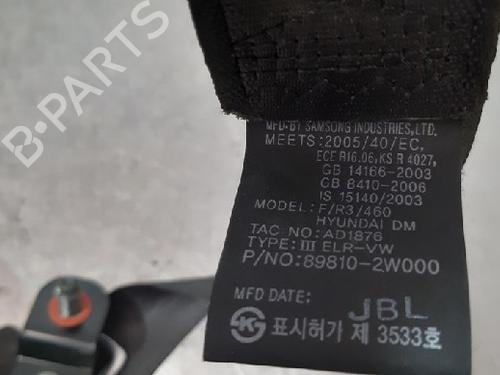 B-PARTS
MFD-BY SAMSUNG INDUSTRIES, LTD.
MEETS: 2005/40/EC,
ECE R16.06, KS R 4027,
GB 14166-2003
GB 8410-2006
IS 15140/2003
MODEL: F/R3/460
HYUNDAI DM
TAC NO: AD1876
TYPE: III ELR-VW
P/NO: 89810-2W000
MFD DATE: JBL
표시허가 제 3533호